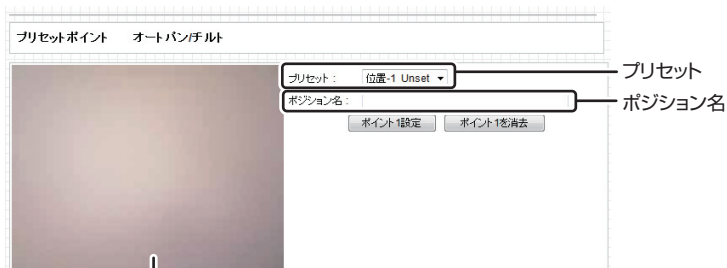 プリセットポイント オートパン/チルト
プリセット : 位置-1 Unset
プリセット
ポジション名 :
ポジション名
ポイント1設定 ポイント1を消去